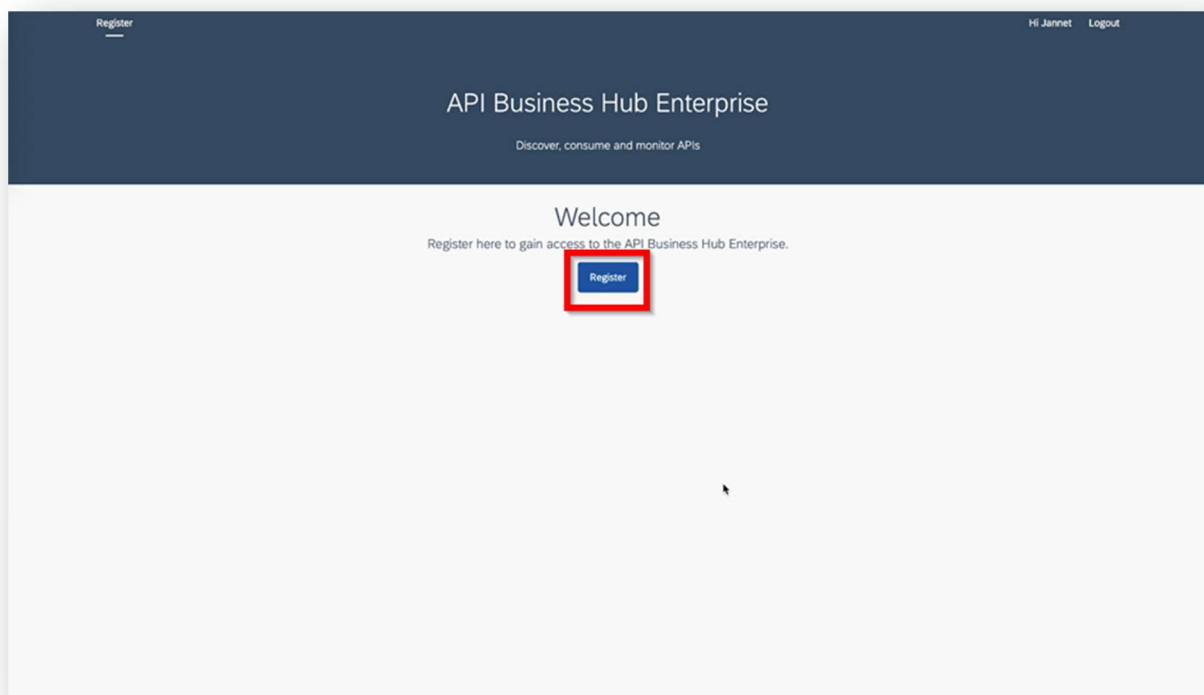 Register
Hi Jannet Logout
API Business Hub Enterprise
Discover, consume and monitor APIs
Welcome
Register here to gain access to the API Business Hub Enterprise.
Register